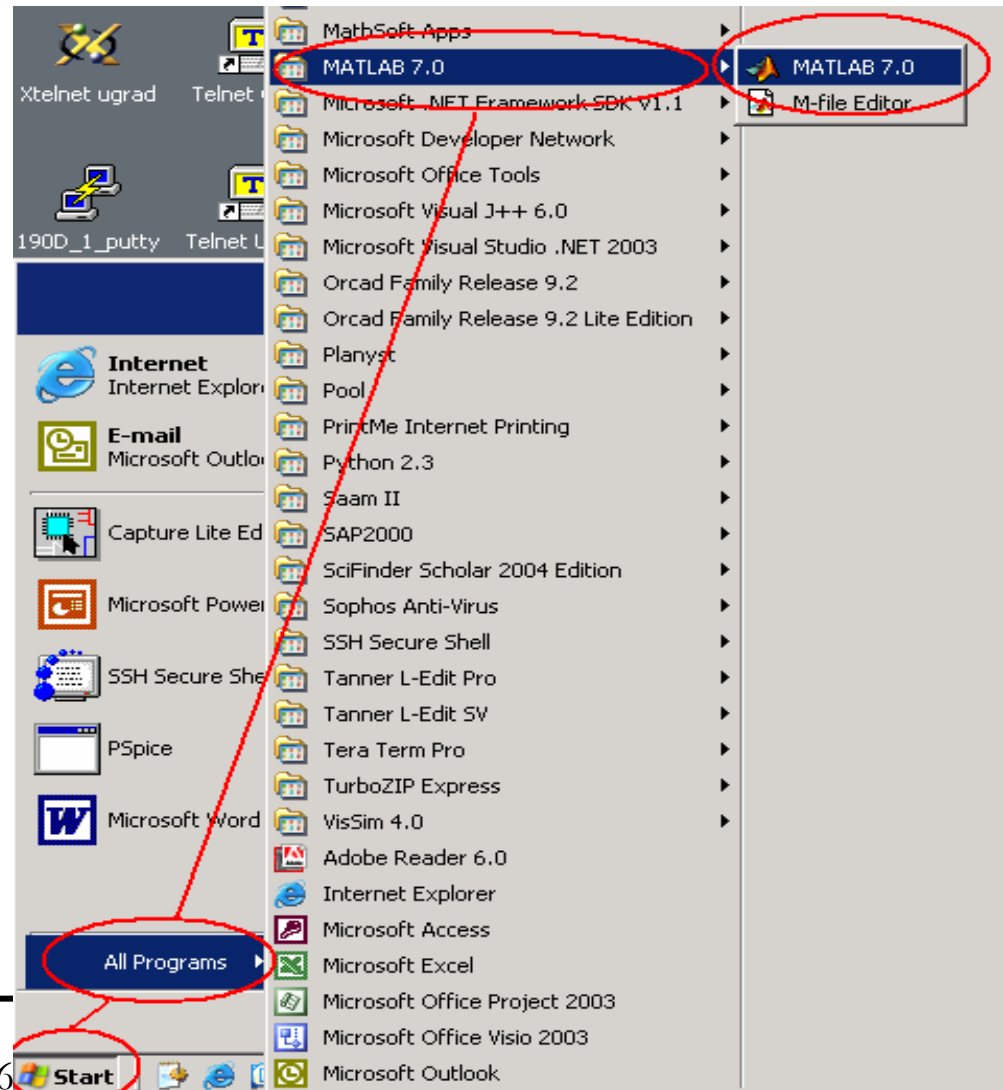 Xtelnet ugrad
Telnet
190D_1_putty
Telnet U
Internet
Internet Explor
E-mail
Microsoft Outlo
Capture Lite Ed
Microsoft Power
SSH Secure She
PSpice
Microsoft Word
All Programs
6
Start
MathSoft Apps
MATLAB 7.0
Microsoft .NET Framework SDK v1.1
Microsoft Developer Network
Microsoft Office Tools
Microsoft Visual J++ 6.0
Microsoft Visual Studio .NET 2003
Orcad Family Release 9.2
Orcad Family Release 9.2 Lite Edition
Planyst
Pool
PrintMe Internet Printing
Python 2.3
Saam II
SAP2000
SciFinder Scholar 2004 Edition
Sophos Anti-Virus
SSH Secure Shell
Tanner L-Edit Pro
Tanner L-Edit SV
Tera Term Pro
TurboZIP Express
VisSim 4.0
Adobe Reader 6.0
Internet Explorer
Microsoft Access
Microsoft Excel
Microsoft Office Project 2003
Microsoft Office Visio 2003
Microsoft Outlook
MATLAB 7.0
M-file Editor